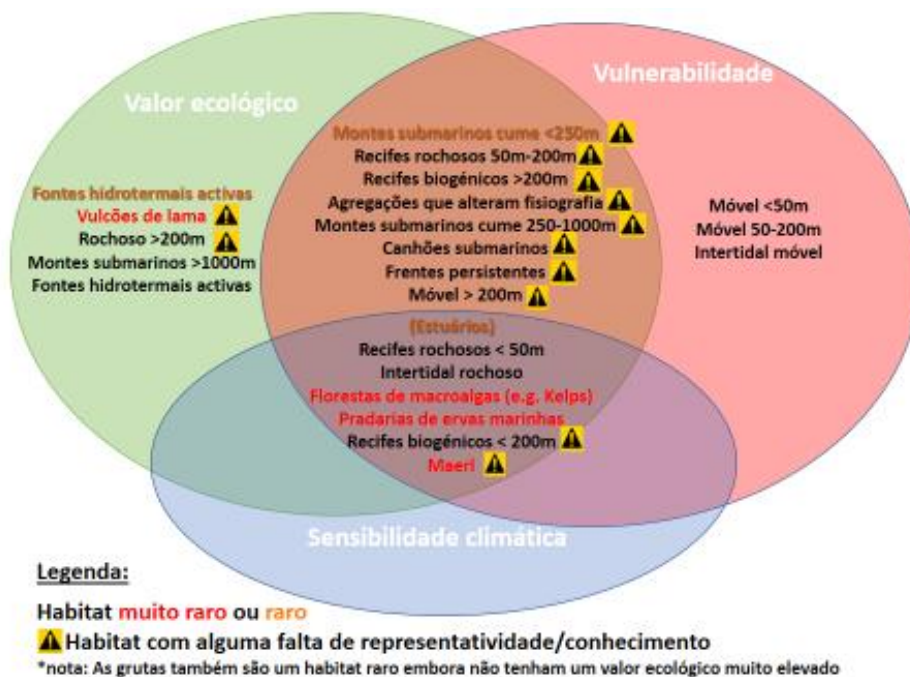 Valor ecológico
Vulnerabilidade
Fontes hidrotermais activas
Vulcões de lama
Rochoso >200m
Montes submarinos >1000m
Fontes hidrotermais activas
Montes submarinos cume <250m
Recifes rochosos 50m-200m
Recifes biogénicos >200m
Agregações que alteram fisiografia
Montes submarinos cume 250-1000m
Canhões submarinos
Frentes persistentes
Móvel > 200m
Móvel <50m
Móvel 50-200m
Intertidal móvel
(Estuários)
Recifes rochosos < 50m
Intertidal rochoso
Florestas de macroalgas (e.g. Kelps)
Pradarias de ervas marinhas
Recifes biogénicos < 200m
Maerl
Sensibilidade climática
Legenda:
Habitat muito raro ou raro
Habitat com alguma falta de representatividade/conhecimento
*nota: As grutas também são um habitat raro embora não tenham um valor ecológico muito elevado